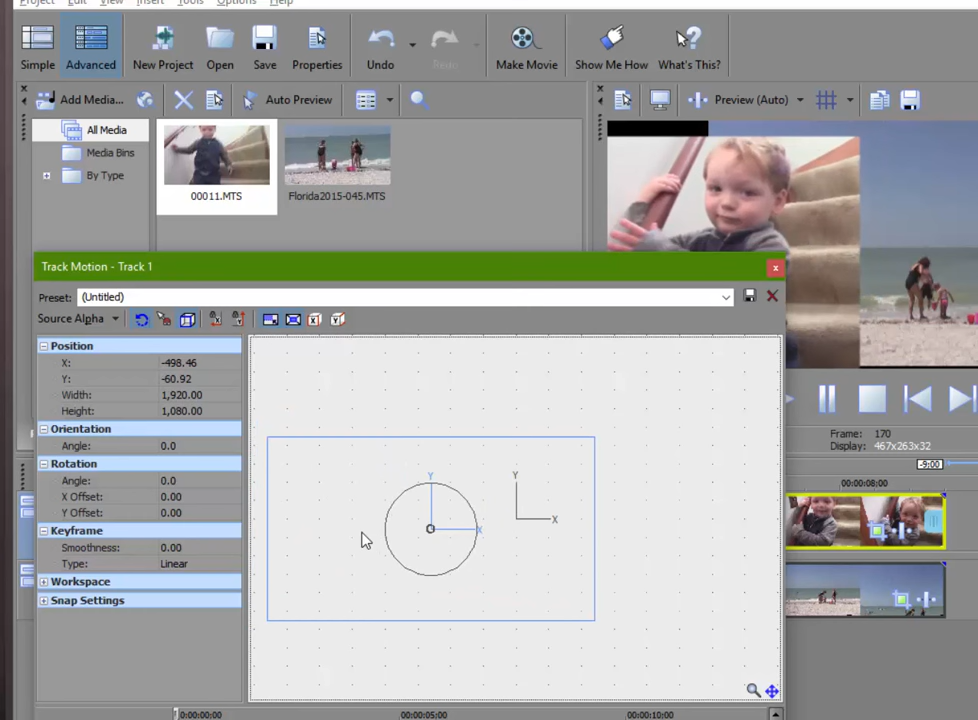 Project Edit View Insert Tools Options Help
Simple Advanced New Project Open Save Properties Undo Redo Make Movie Show Me How What's This?
Add Media... Auto Preview Preview (Auto)
All Media
Media Bins
By Type
00011.MTS Florida2015-045.MTS
Track Motion - Track 1 x
Preset: (Untitled)
Source Alpha
Position
X: -498.46
Y: -60.92
Width: 1,920.00
Height: 1,080.00
Orientation
Angle: 0.0
Rotation
Angle: 0.0
X Offset: 0.00
Y Offset: 0.00
Keyframe
Smoothness: 0.00
Type: Linear
Workspace
Snap Settings
Y Y
X X
Frame: 170
Display: 467x263x32
-9:00
00:00:08;00
0:00:00;00 00:00:05;00 00:00:10;00